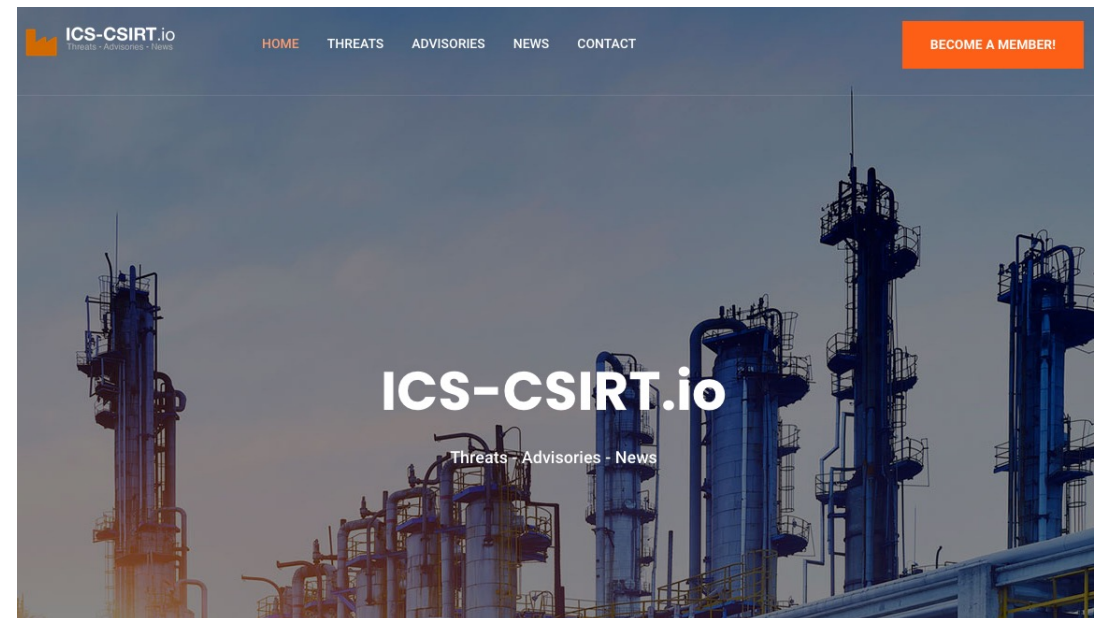 ICS-CSIRT.io
Threats - Advisories - News
HOME THREATS ADVISORIES NEWS CONTACT
BECOME A MEMBER!
ICS-CSIRT.io
Threats - Advisories - News